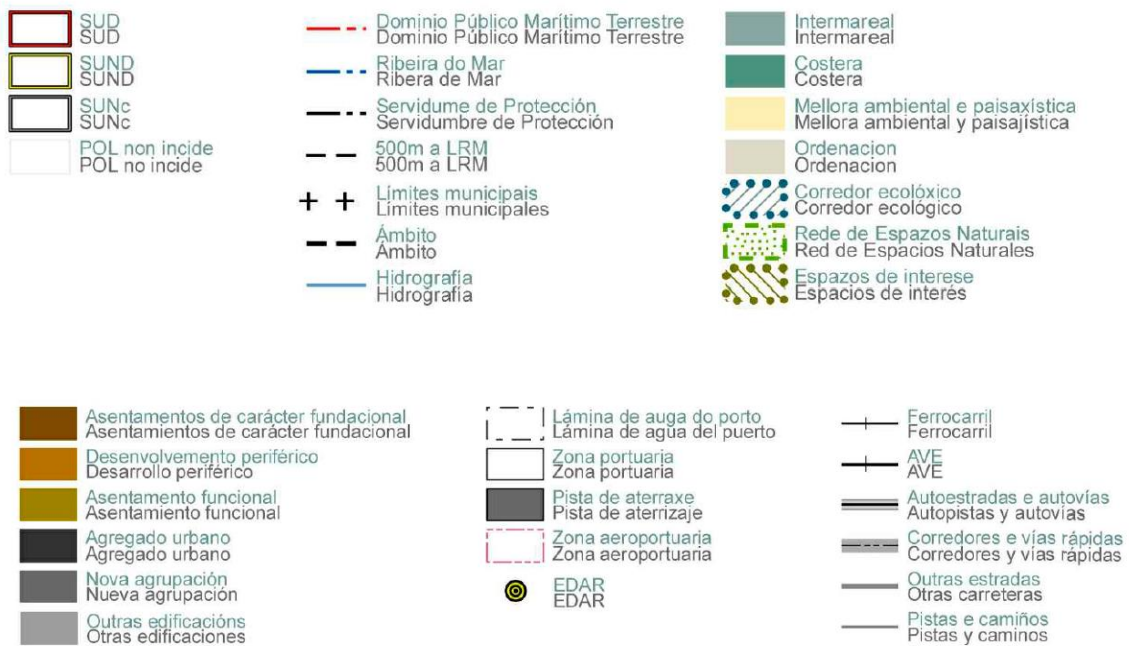 SUD
SUD
SUND
SUND
SUNc
SUNc
POL non incide
POL no incide
Dominio Público Marítimo Terrestre
Dominio Público Marítimo Terrestre
Ribeira do Mar
Ribera de Mar
Servidume de Protección
Servidumbre de Protección
500m a LRM
500m a LRM
Límites municipais
Límites municipales
Ámbito
Ámbito
Hidrografía
Hidrografía
Intermareal
Intermareal
Costera
Costera
Mellora ambiental e paisaxística
Mellora ambiental y paisajística
Ordenacion
Ordenacion
Corredor ecolóxico
Corredor ecológico
Rede de Espazos Naturais
Red de Espacios Naturales
Espazos de interese
Espacios de interés
Asentamentos de carácter fundacional
Asentamientos de carácter fundacional
Desenvolvemento periférico
Desarrollo periférico
Asentamento funcional
Asentamiento funcional
Agregado urbano
Agregado urbano
Nova agrupación
Nueva agrupación
Outras edificacións
Otras edificaciones
Lámina de auga do porto
Lámina de agua del puerto
Zona portuaria
Zona portuaria
Pista de aterraxe
Pista de aterrizaje
Zona aeroportuaria
Zona aeroportuaria
EDAR
EDAR
Ferrocarril
Ferrocarril
AVE
AVE
Autoestradas e autovías
Autopistas y autovías
Corredores e vías rápidas
Corredores y vías rápidas
Outras estradas
Otras carreteras
Pistas e camiños
Pistas y caminos